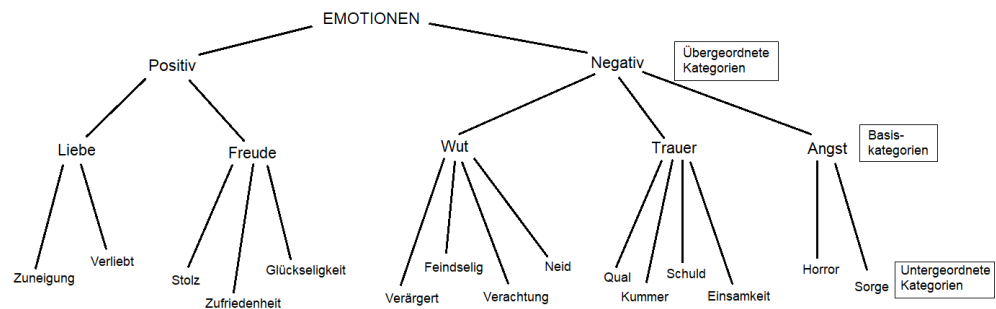 EMOTIONEN
Positiv
Negativ
Übergeordnete
Kategorien
Liebe
Freude
Wut
Trauer
Angst
Basis-
kategorien
Zuneigung
Verliebt
Stolz
Zufriedenheit
Glückseligkeit
Verärgert
Feindselig
Verachtung
Neid
Qual
Kummer
Schuld
Einsamkeit
Horror
Sorge
Untergeordnete
Kategorien